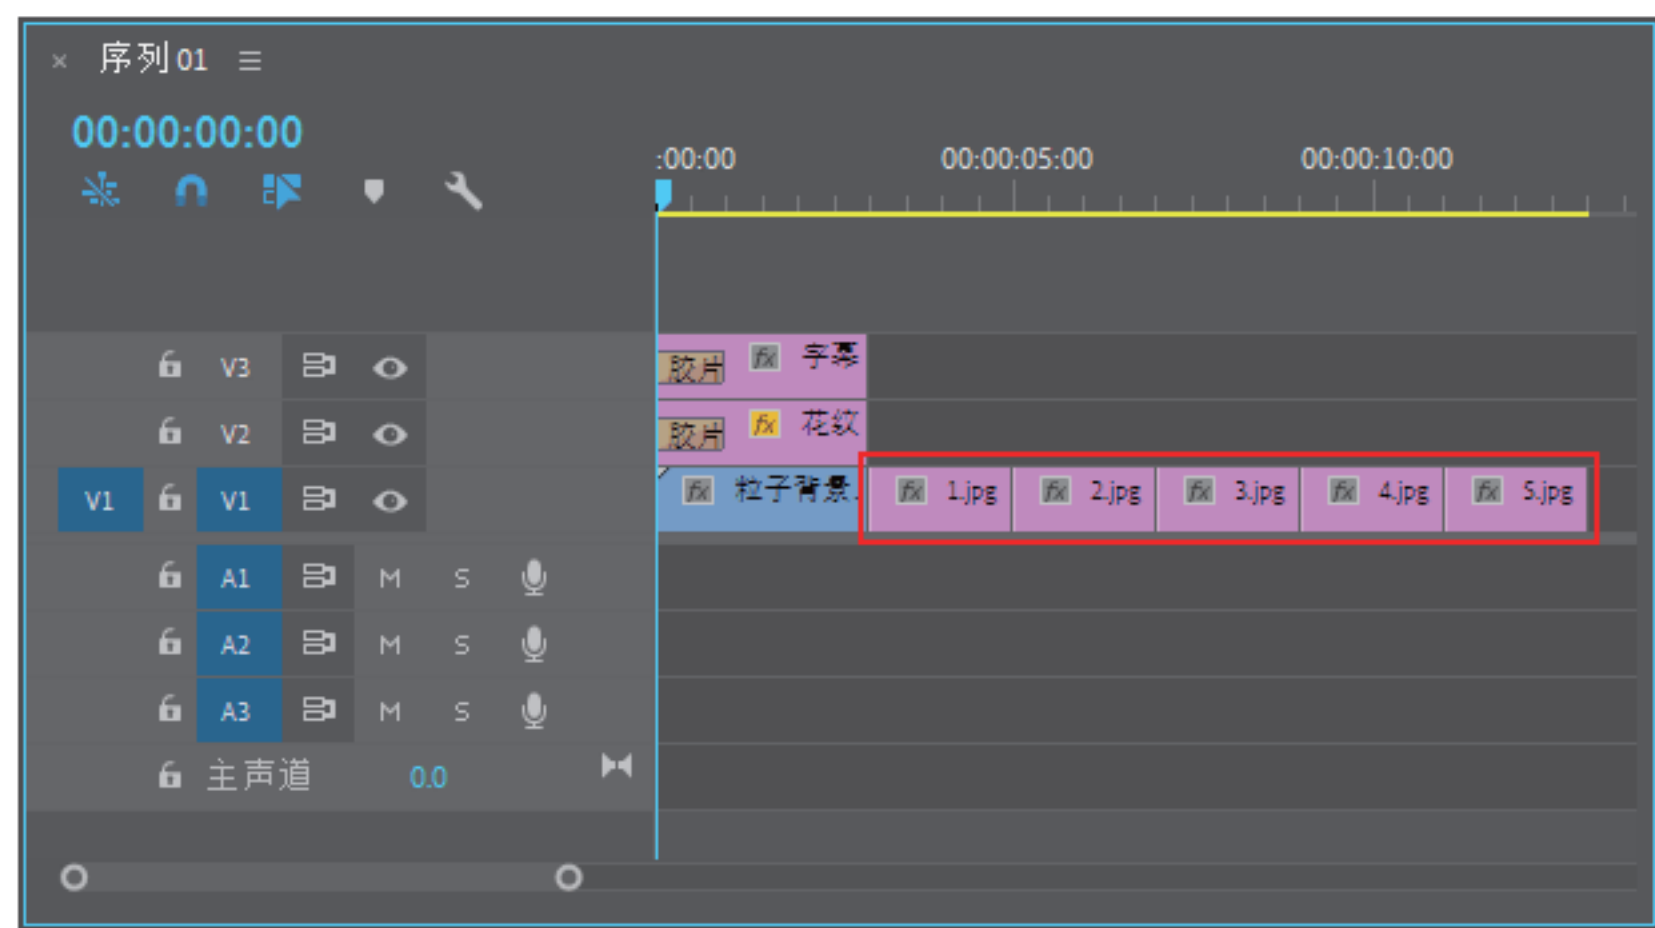 × 序列 01
00:00:00:00
:00:00 00:00:05:00 00:00:10:00
V3 胶片 fx 字幕
V2 胶片 fx 花纹
V1 V1 fx 粒子背景. fx 1.jpg fx 2.jpg fx 3.jpg fx 4.jpg fx 5.jpg
A1 M S
A2 M S
A3 M S
主声道 0.0